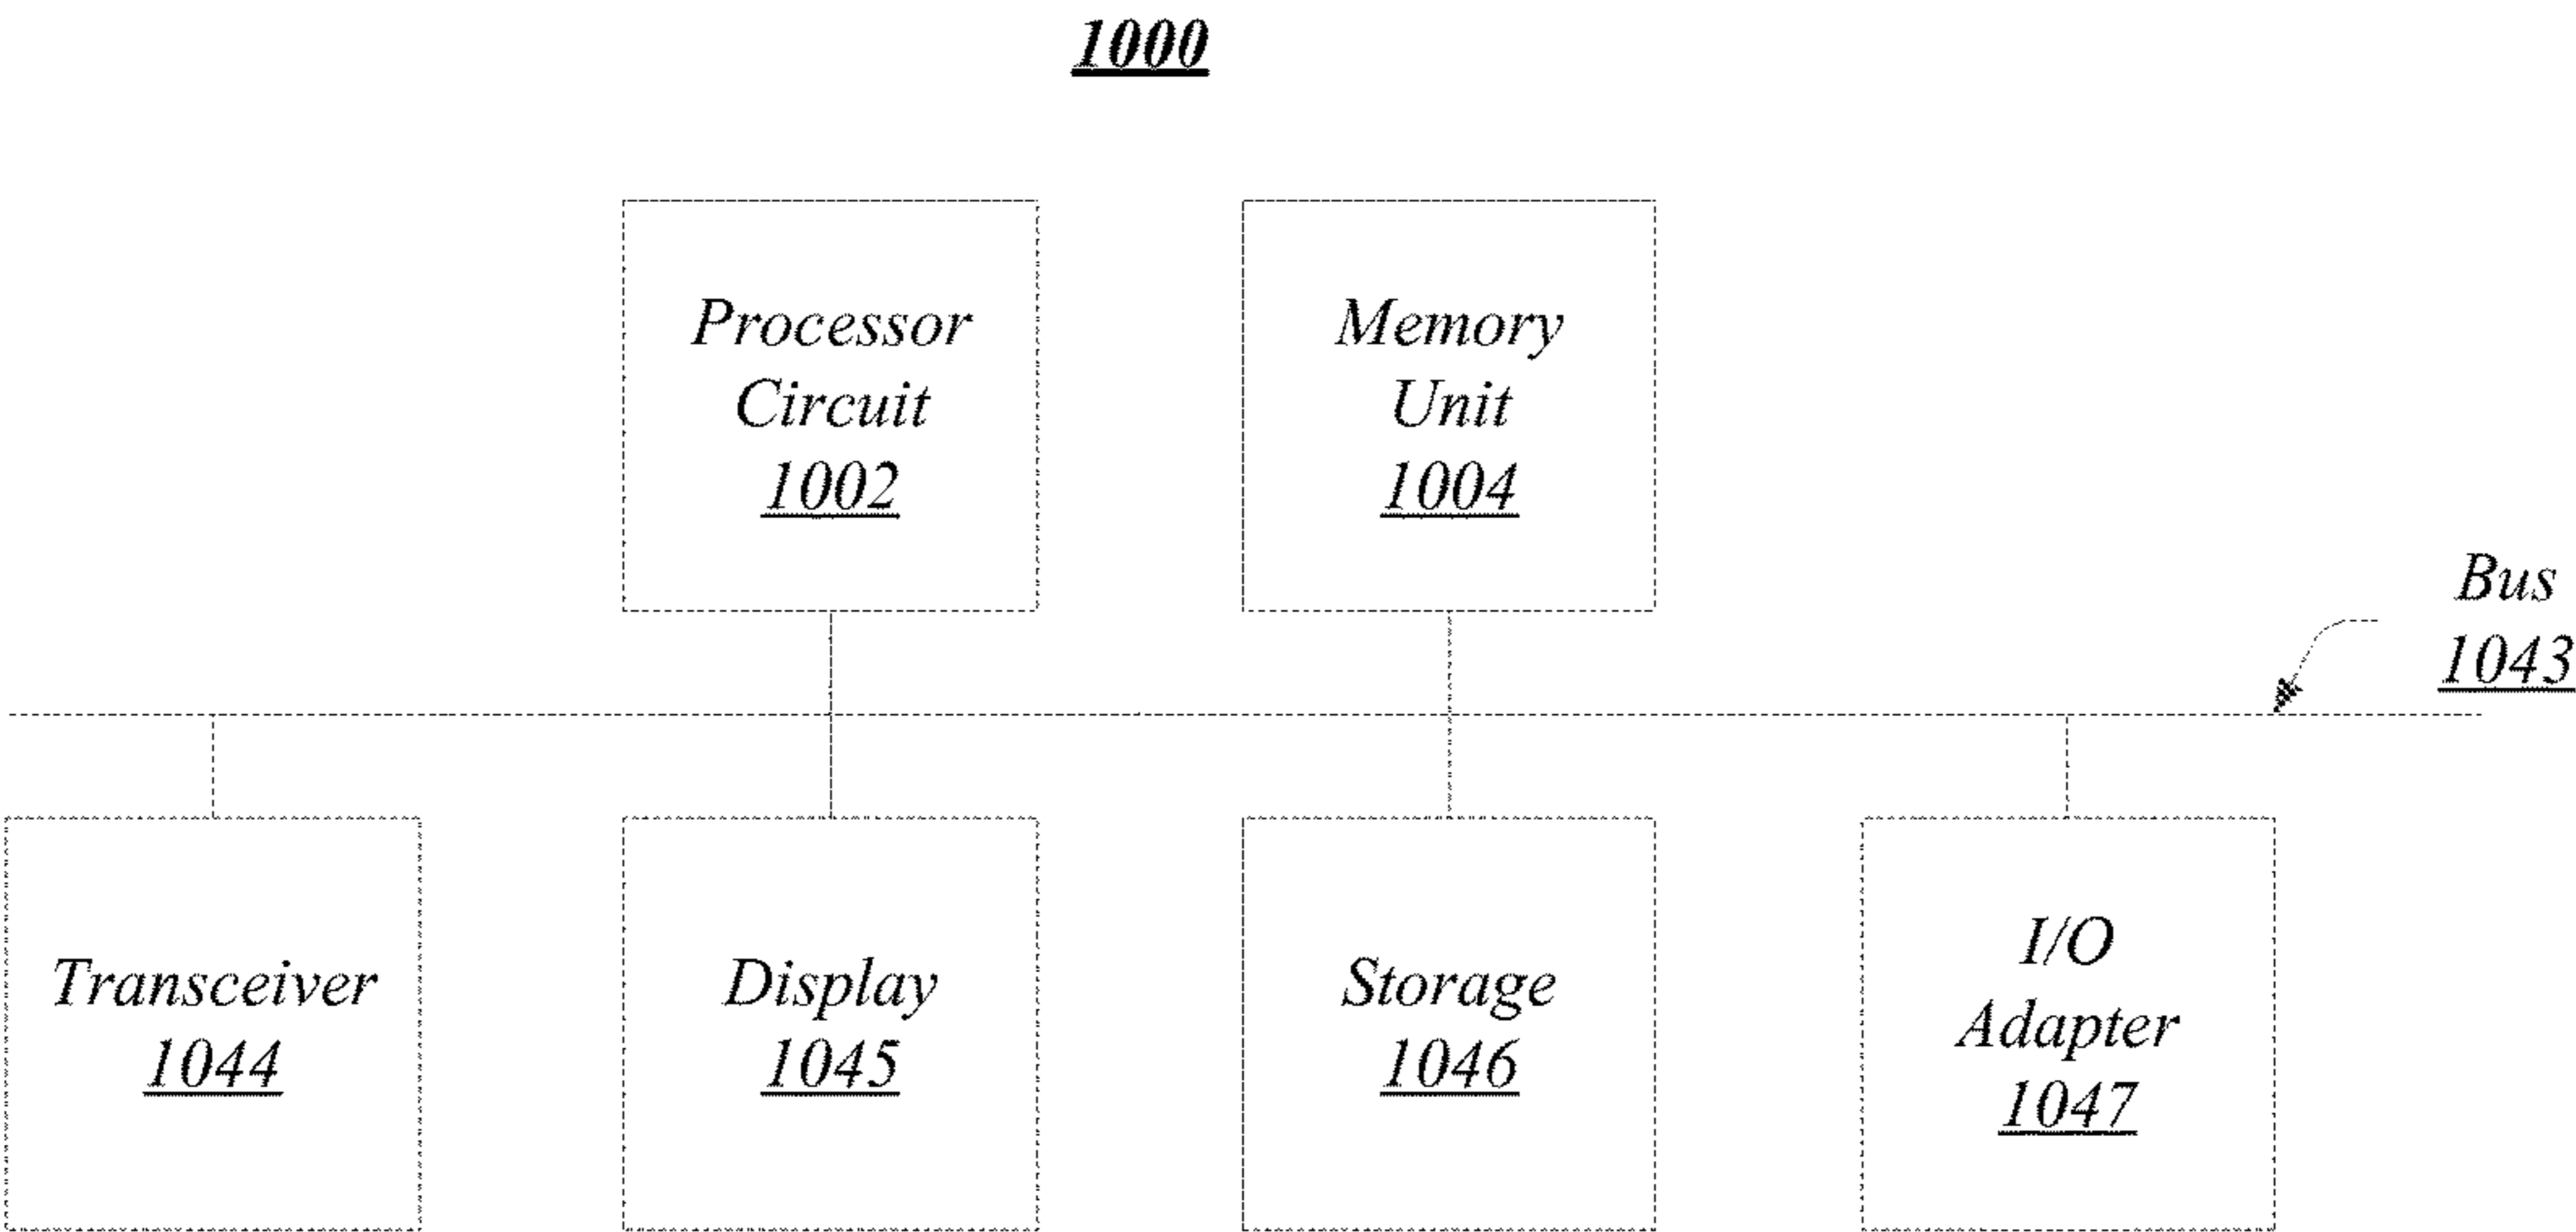 1000
Processor
Circuit
1002
Memory
Unit
1004
Bus
1043
Transceiver
1044
Display
1045
Storage
1046
I/O
Adapter
1047